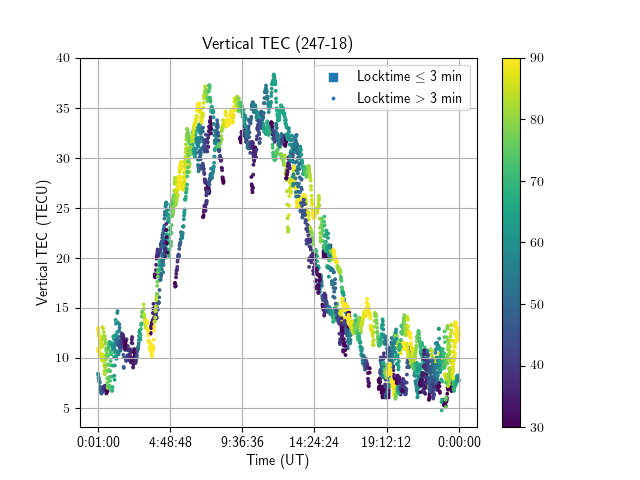 Vertical TEC (247-18)
Locktime ≤ 3 min
Locktime > 3 min
Vertical TEC (TECU)
40
35
30
25
20
15
10
5
0:01:00 4:48:48 9:36:36 14:24:24 19:12:12 0:00:00
Time (UT)
90
80
70
60
50
40
30